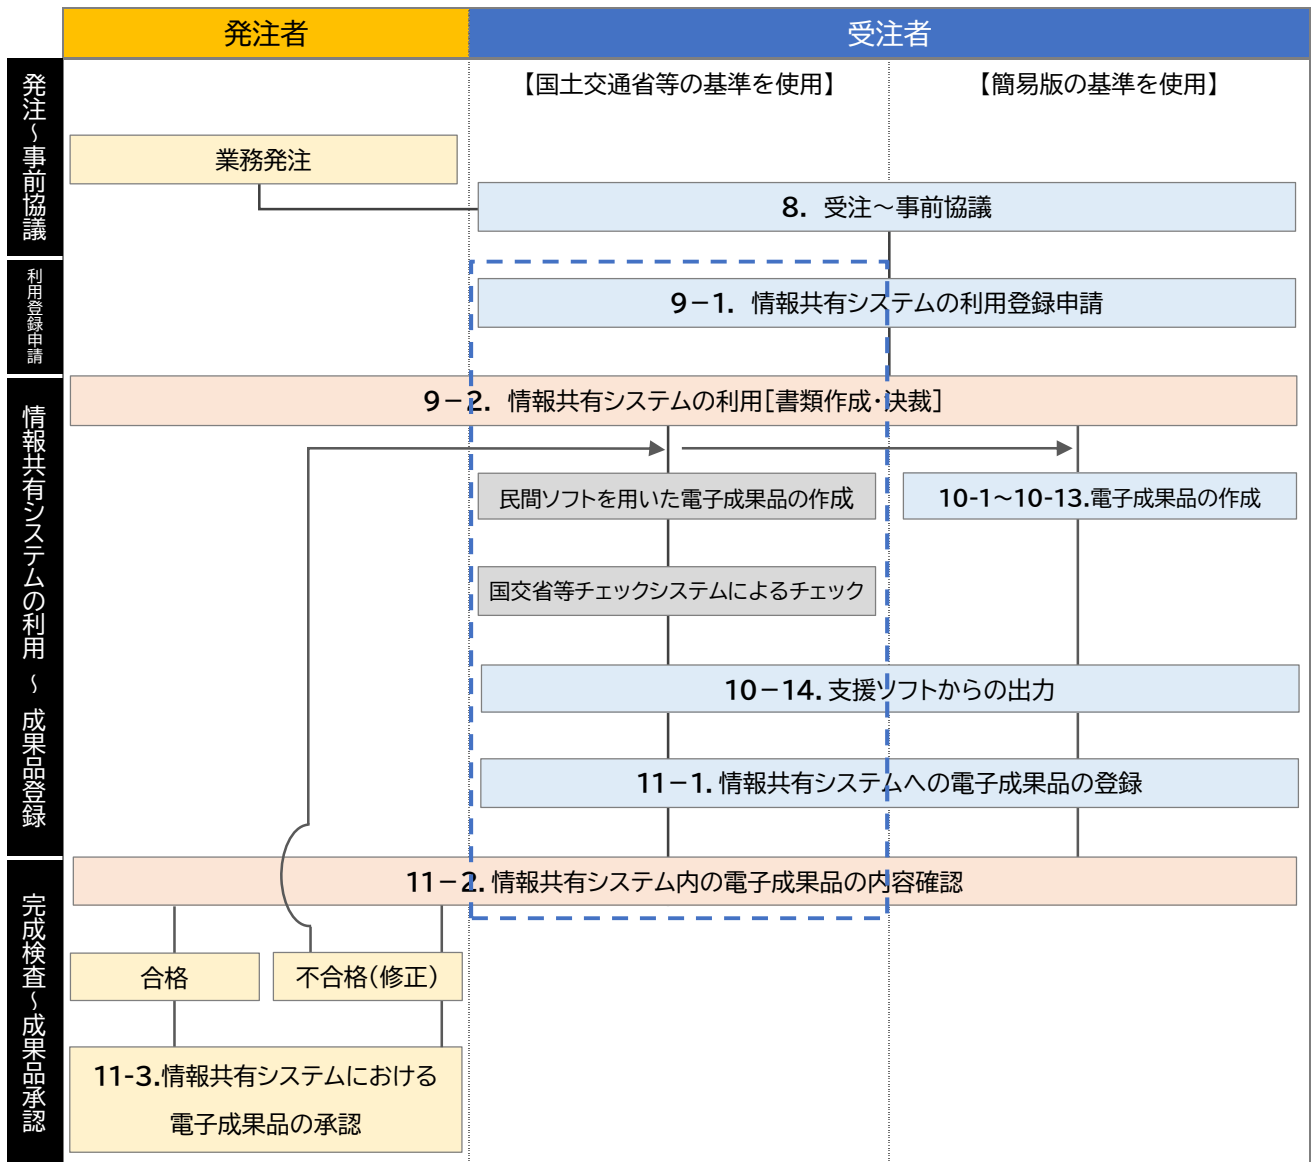 発注者
受注者
発注~事前協議
【国土交通省等の基準を使用】
【簡易版の基準を使用】
業務発注
8. 受注~事前協議
利用登録申請
9-1. 情報共有システムの利用登録申請
情報共有システムの利用 ~ 成果品登録
9-2. 情報共有システムの利用[書類作成・決裁]
民間ソフトを用いた電子成果品の作成
10-1~10-13.電子成果品の作成
国交省等チェックシステムによるチェック
10-14. 支援ソフトからの出力
11-1. 情報共有システムへの電子成果品の登録
完成検査~成果品承認
11-2. 情報共有システム内の電子成果品の内容確認
合格
不合格(修正)
11-3.情報共有システムにおける
電子成果品の承認